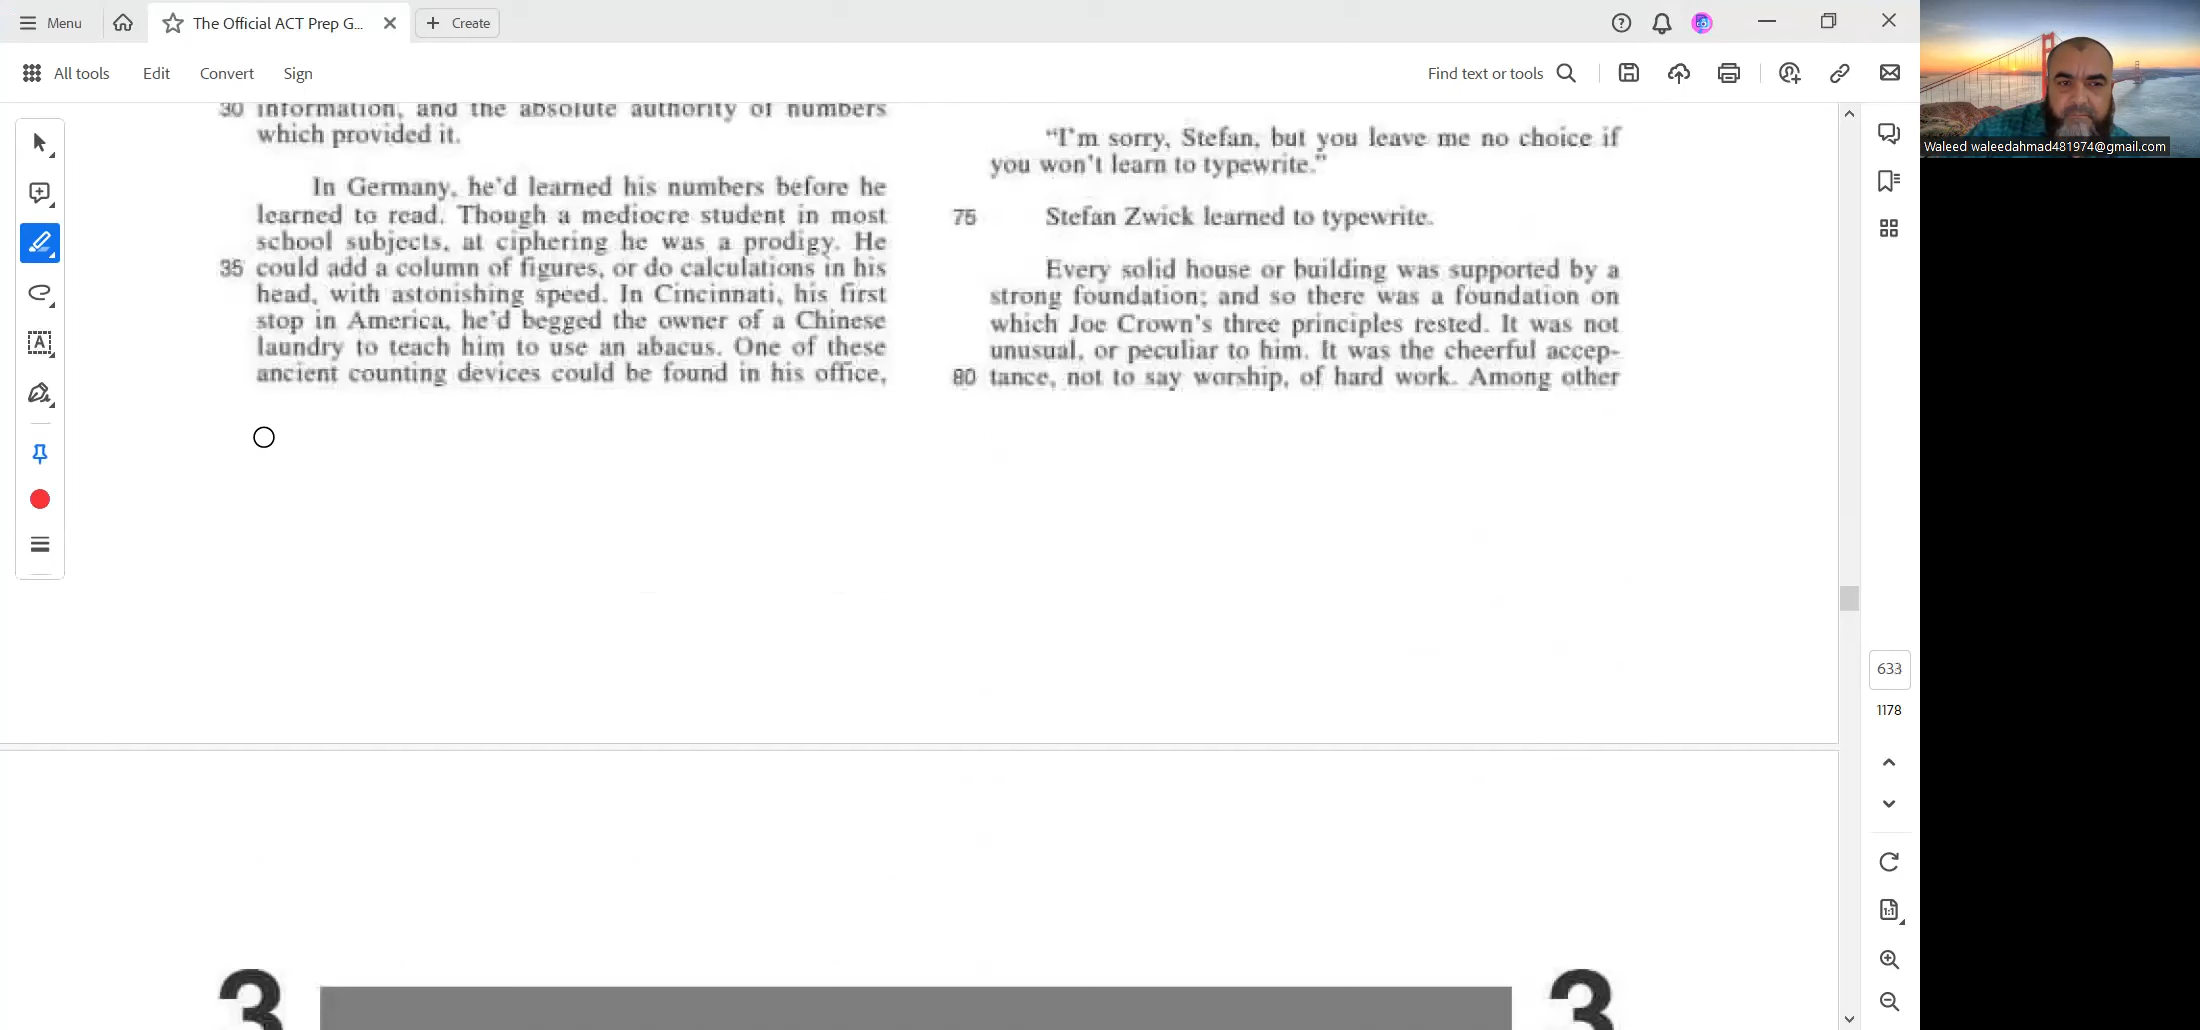 Menu
The Official ACT Prep G...
Create
All tools
Edit
Convert
Sign
Find text or tools
Waleed waleedahmad481974@gmail.com
30 information, and the absolute authority of numbers
which provided it.
In Germany, he'd learned his numbers before he
learned to read. Though a mediocre student in most
school subjects, at ciphering he was a prodigy. He
35 could add a column of figures, or do calculations in his
head, with astonishing speed. In Cincinnati, his first
stop in America, he'd begged the owner of a Chinese
laundry to teach him to use an abacus. One of these
ancient counting devices could be found in his office,
"I'm sorry, Stefan, but you leave me no choice if
you won't learn to typewrite."
75 Stefan Zwick learned to typewrite.
Every solid house or building was supported by a
strong foundation; and so there was a foundation on
which Joe Crown's three principles rested. It was not
unusual, or peculiar to him. It was the cheerful accep-
80 tance, not to say worship, of hard work. Among other
633
1178
3
3